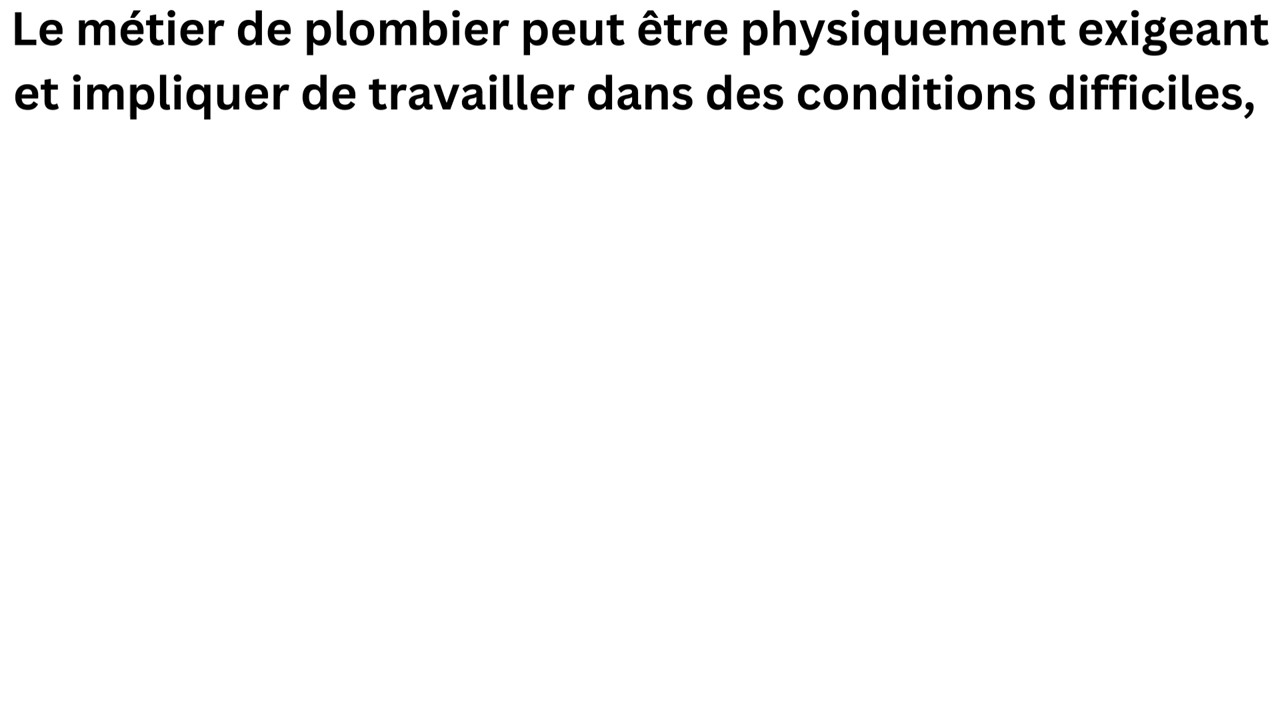 Le métier de plombier peut être physiquement exigeant
et impliquer de travailler dans des conditions difficiles,